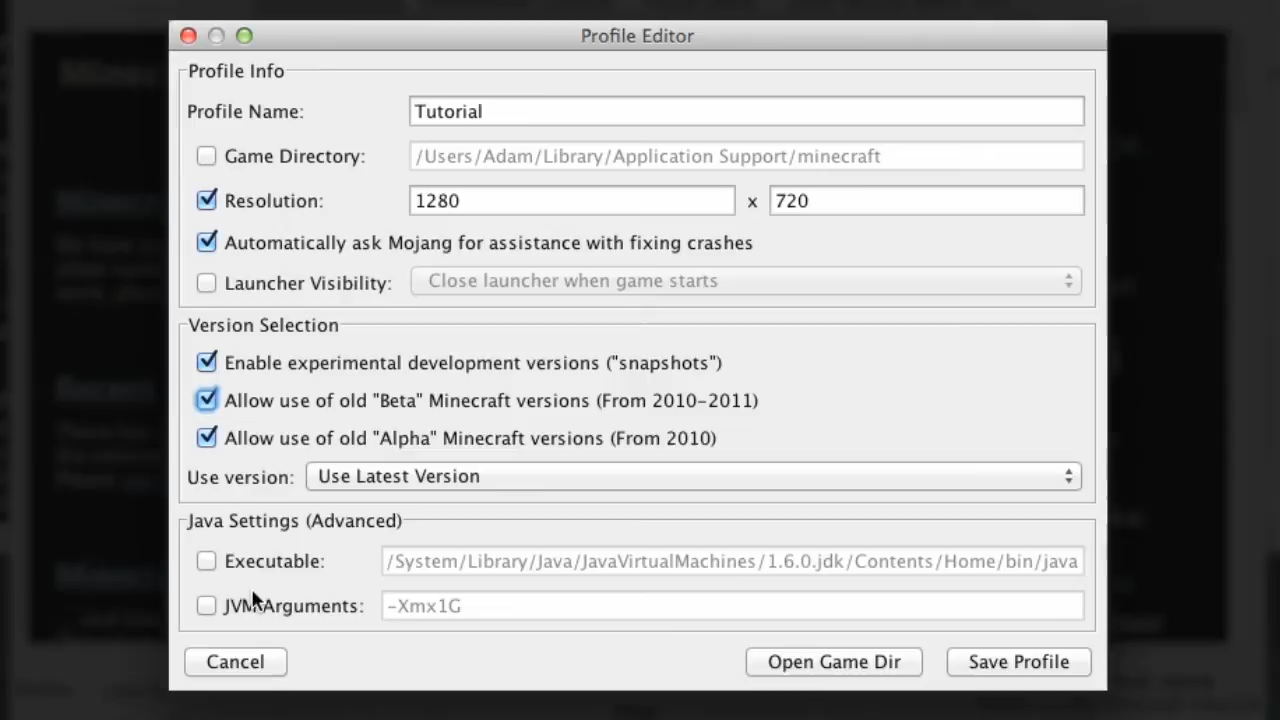 Profile Editor
Profile Info
Profile Name: Tutorial
Game Directory: /Users/Adam/Library/Application Support/minecraft
Resolution: 1280 x 720
Automatically ask Mojang for assistance with fixing crashes
Launcher Visibility: Close launcher when game starts
Version Selection
Enable experimental development versions ("snapshots")
Allow use of old "Beta" Minecraft versions (From 2010-2011)
Allow use of old "Alpha" Minecraft versions (From 2010)
Use version: Use Latest Version
Java Settings (Advanced)
Executable: /System/Library/Java/JavaVirtualMachines/1.6.0.jdk/Contents/Home/bin/java
JVM Arguments: -Xmx1G
Cancel Open Game Dir Save Profile